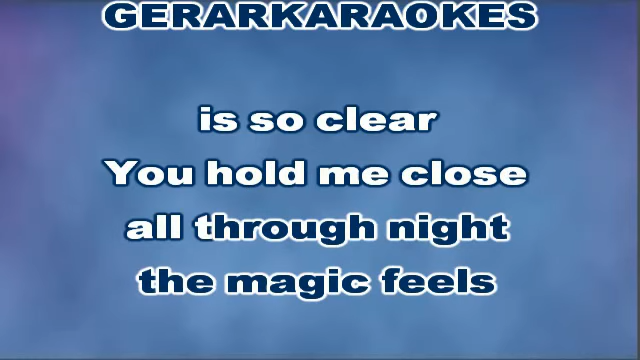 GERARKARAOKES
is so clear
You hold me close
all through night
the magic feels